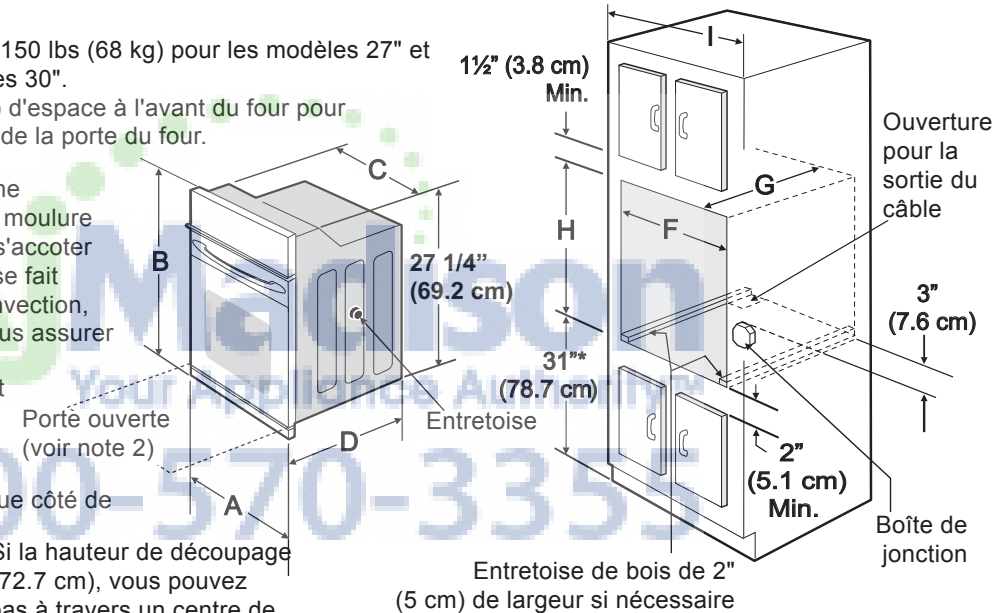 150 lbs (68 kg) pour les modèles 27" et
es 30".
d'espace à l'avant du four pour
de la porte du four.
ne
moulure
s'accoter
se fait
nvection,
us assurer
t
ue côté de
Si la hauteur de découpage
72.7 cm), vous pouvez
pas à travers un centre de
B
C
27 1/4"
(69.2 cm)
Porte ouverte
(voir note 2)
Entretoise
D
A
I
1½" (3.8 cm)
Min.
G
F
H
31"*
(78.7 cm)
Ouverture
pour la
sortie du
câble
3"
(7.6 cm)
2"
(5.1 cm)
Min.
Boîte de
jonction
Entretoise de bois de 2"
(5 cm) de largeur si nécessaire
Madison
Your Appliance Authority™
00-570-3355